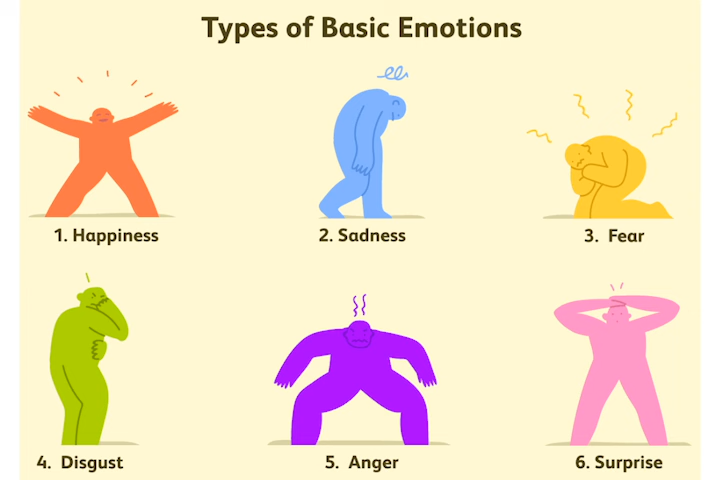 Types of Basic Emotions
1. Happiness
2. Sadness
3. Fear
4. Disgust
5. Anger
6. Surprise